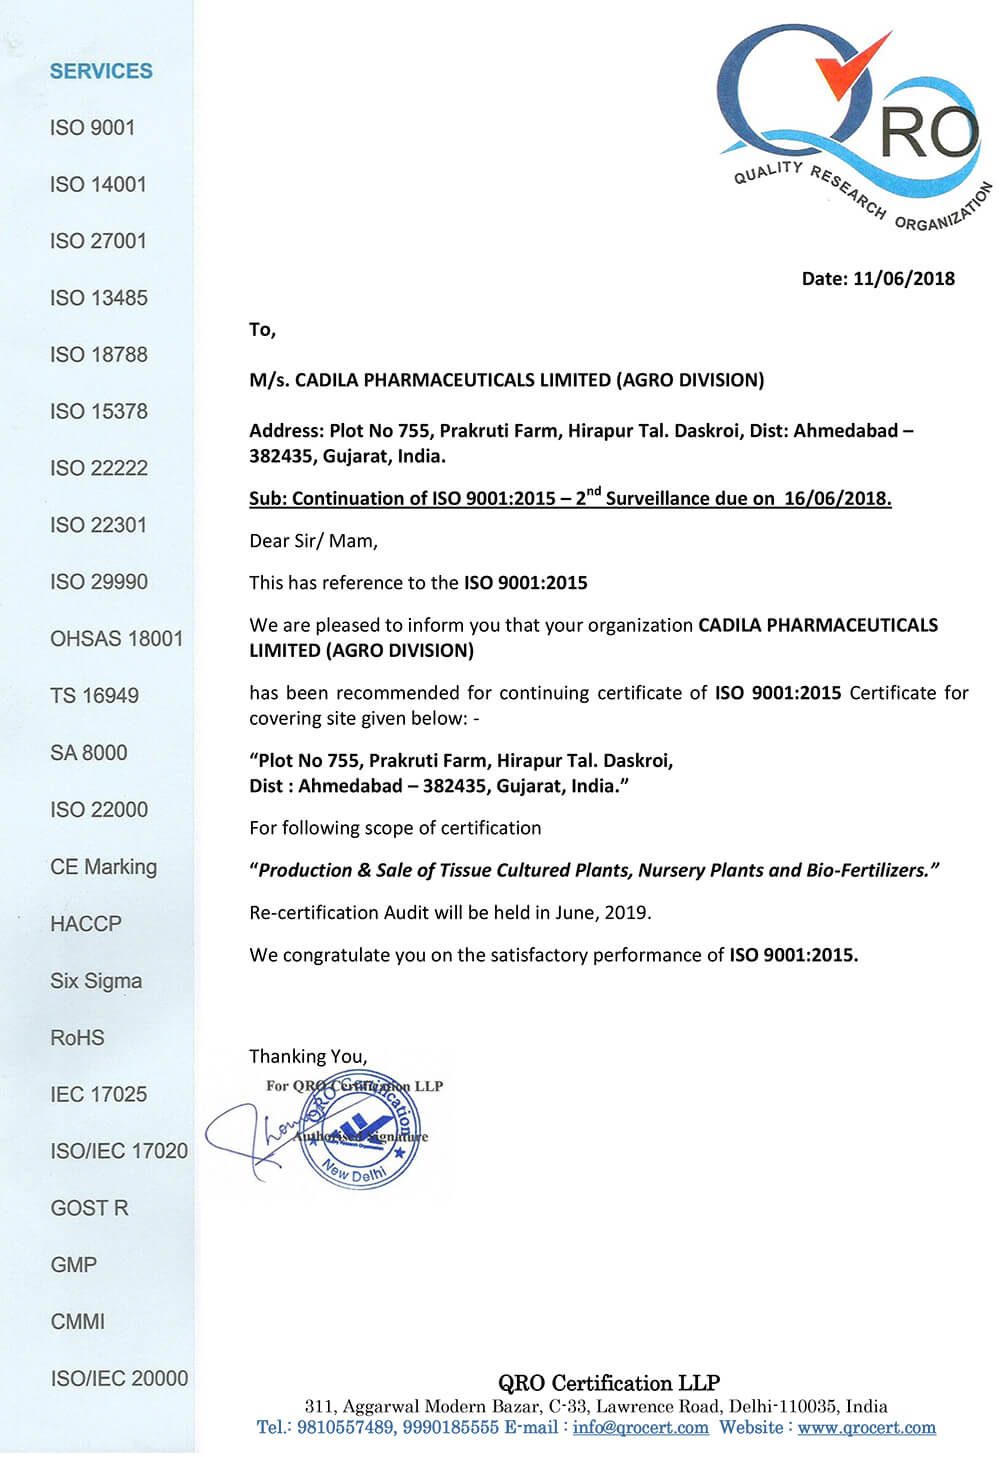 SERVICES
ISO 9001
ISO 14001
ISO 27001
ISO 13485
ISO 18788
ISO 15378
ISO 22222
ISO 22301
ISO 29990
OHSAS 18001
TS 16949
SA 8000
ISO 22000
CE Marking
HACCP
Six Sigma
RoHS
IEC 17025
ISO/IEC 17020
GOST R
GMP
CMMI
ISO/IEC 20000
QRO
QUALITY RESEARCH ORGANIZATION
Date: 11/06/2018
To,
M/s. CADILA PHARMACEUTICALS LIMITED (AGRO DIVISION)
Address: Plot No 755, Prakruti Farm, Hirapur Tal. Daskroi, Dist: Ahmedabad –
382435, Gujarat, India.
Sub: Continuation of ISO 9001:2015 – 2nd Surveillance due on 16/06/2018.
Dear Sir/ Mam,
This has reference to the ISO 9001:2015
We are pleased to inform you that your organization CADILA PHARMACEUTICALS
LIMITED (AGRO DIVISION)
has been recommended for continuing certificate of ISO 9001:2015 Certificate for
covering site given below: -
“Plot No 755, Prakruti Farm, Hirapur Tal. Daskroi,
Dist : Ahmedabad – 382435, Gujarat, India.”
For following scope of certification
“Production & Sale of Tissue Cultured Plants, Nursery Plants and Bio-Fertilizers.”
Re-certification Audit will be held in June, 2019.
We congratulate you on the satisfactory performance of ISO 9001:2015.
Thanking You,
For QRO Certification LLP
Authorised Signature
QRO Certification
New Delhi
QRO Certification LLP
311, Aggarwal Modern Bazar, C-33, Lawrence Road, Delhi-110035, India
Tel.: 9810557489, 9990185555 E-mail : info@qrocert.com Website : www.qrocert.com